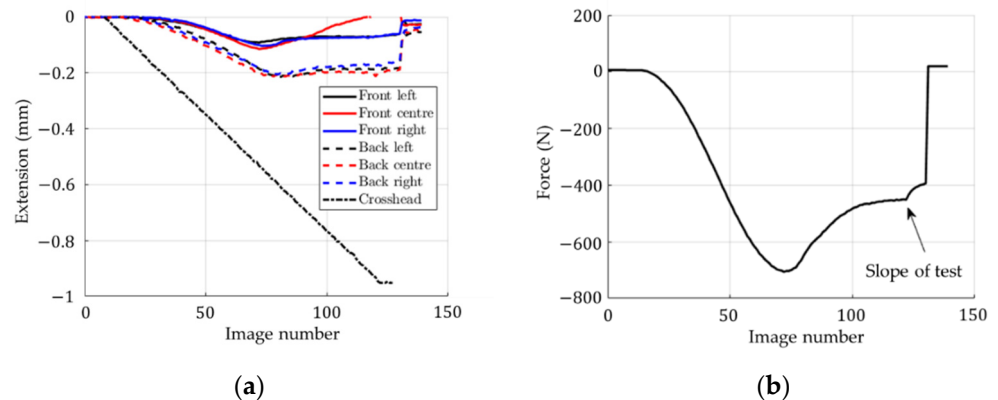 0
−0.2
−0.4
−0.6
−0.8
−1
Extension (mm)
0
50
100
150
Image number
Front left
Front centre
Front right
Back left
Back centre
Back right
Crosshead
(a)
200
0
−200
−400
−600
−800
Force (N)
Slope of test
0
50
100
150
Image number
(b)